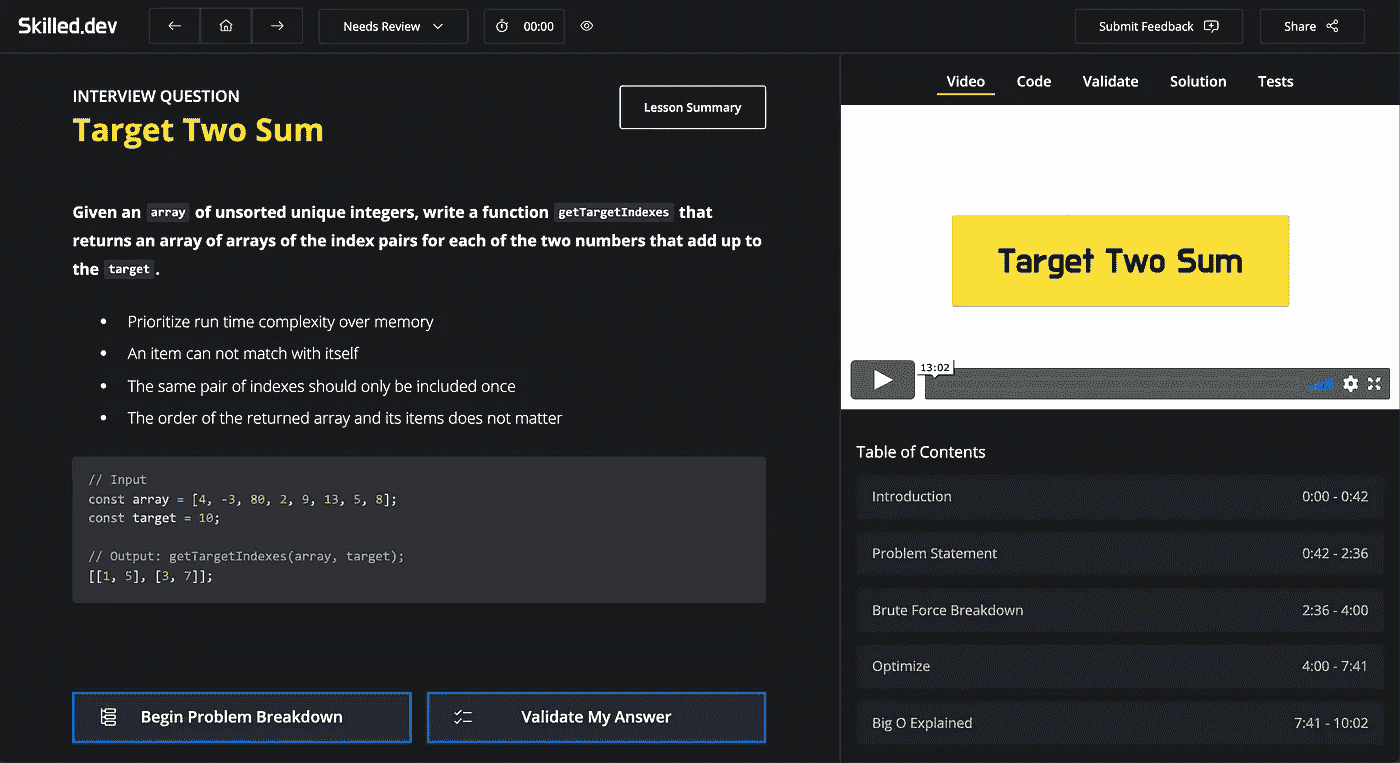 Skilled.dev
Needs Review
00:00
Submit Feedback
Share
INTERVIEW QUESTION
Target Two Sum
Lesson Summary
Given an array of unsorted unique integers, write a function getTargetIndexes that
returns an array of arrays of the index pairs for each of the two numbers that add up to
the target.
• Prioritize run time complexity over memory
• An item can not match with itself
• The same pair of indexes should only be included once
• The order of the returned array and its items does not matter
// Input
const array = [4, -3, 80, 2, 9, 13, 5, 8];
const target = 10;
// Output: getTargetIndexes(array, target);
[[1, 5], [3, 7]];
Begin Problem Breakdown
Validate My Answer
Video Code Validate Solution Tests
Target Two Sum
13:02
Table of Contents
Introduction 0:00 - 0:42
Problem Statement 0:42 - 2:36
Brute Force Breakdown 2:36 - 4:00
Optimize 4:00 - 7:41
Big O Explained 7:41 - 10:02